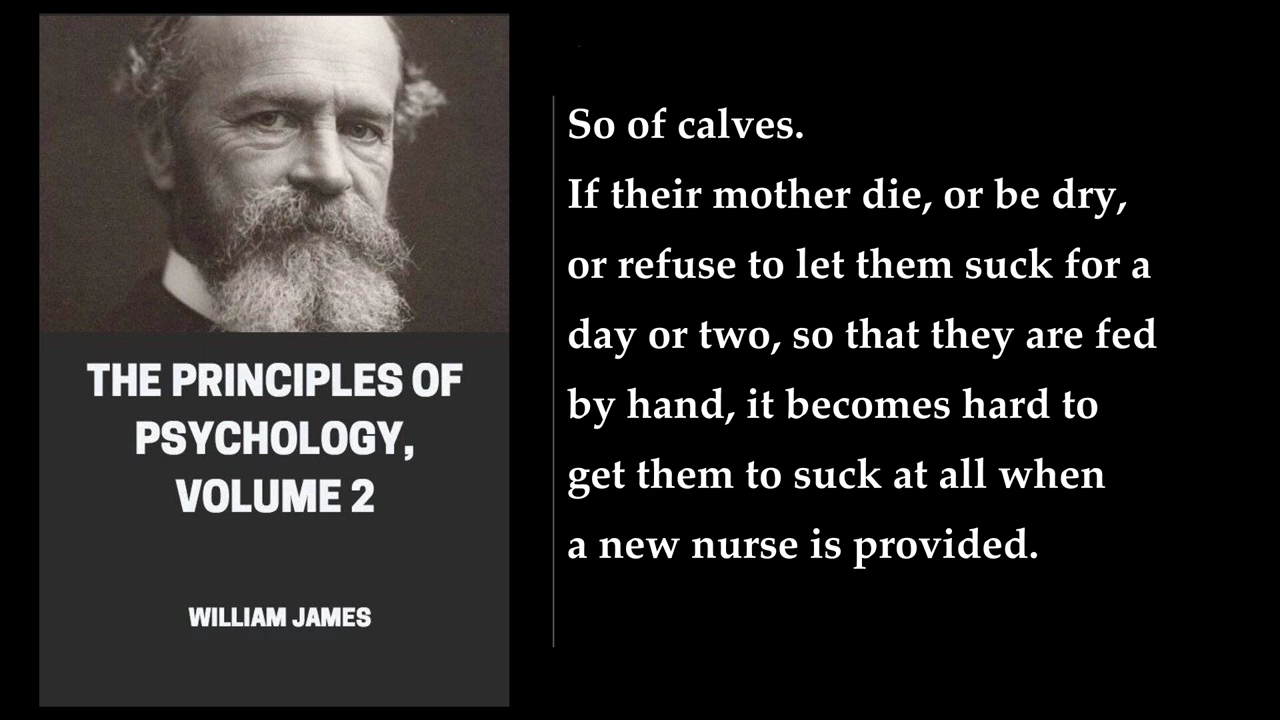 THE PRINCIPLES OF
PSYCHOLOGY,
VOLUME 2
WILLIAM JAMES
So of calves.
If their mother die, or be dry,
or refuse to let them suck for a
day or two, so that they are fed
by hand, it becomes hard to
get them to suck at all when
a new nurse is provided.